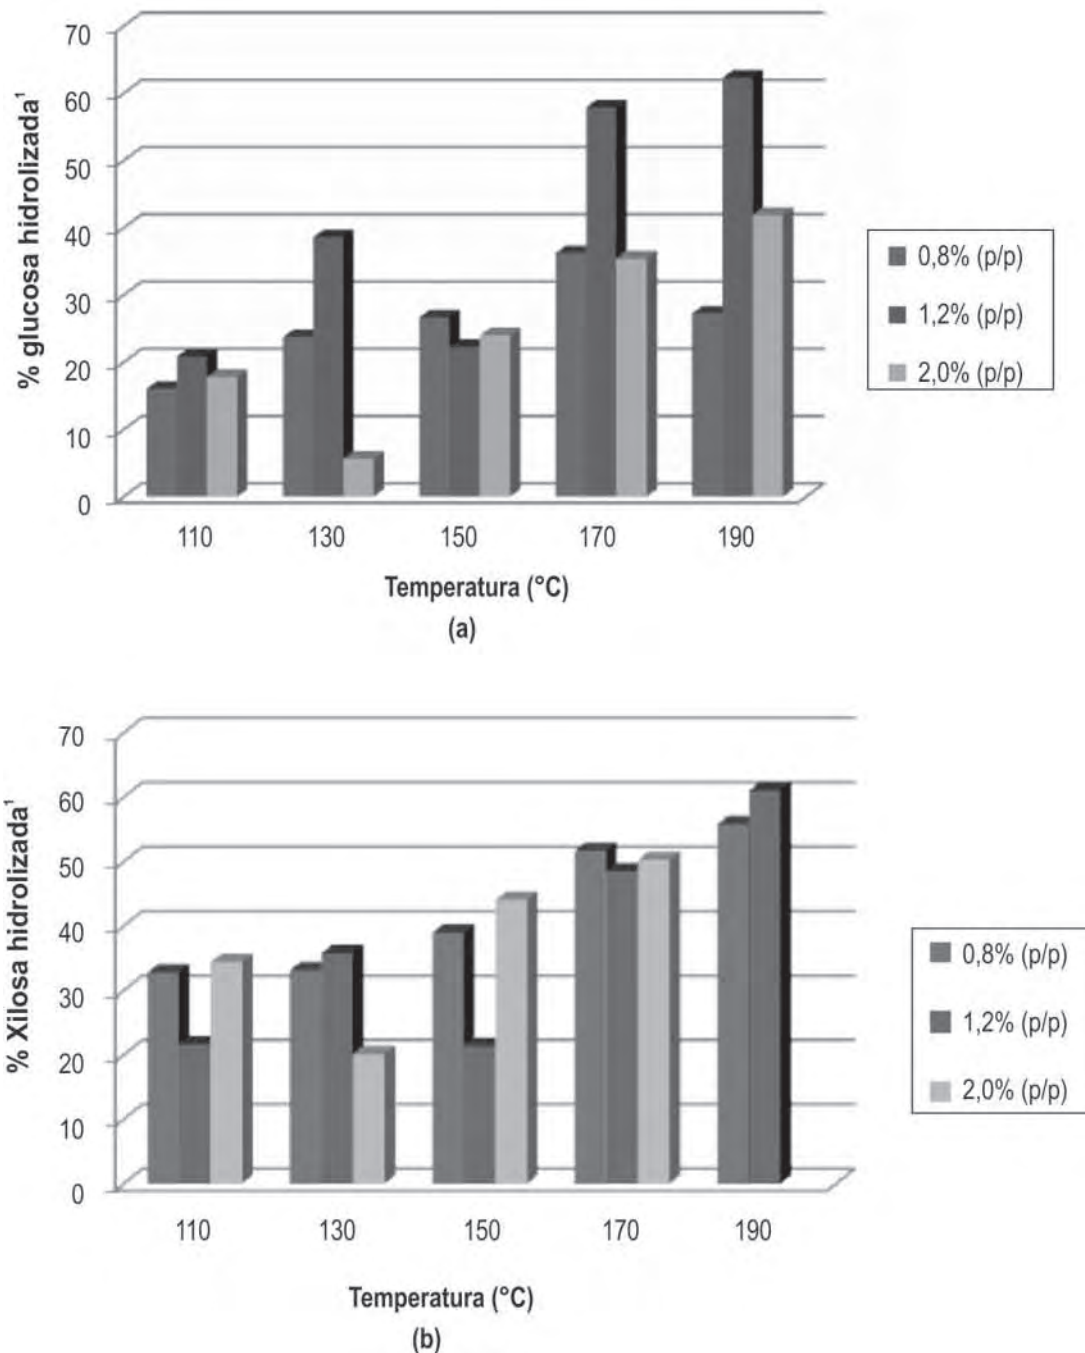 70
60
50
40
30
20
10
0
% glucosa hidrolizada¹
110 130 150 170 190
Temperatura (°C)
(a)
0,8% (p/p)
1,2% (p/p)
2,0% (p/p)
70
60
50
40
30
20
10
0
% Xilosa hidrolizada¹
110 130 150 170 190
Temperatura (°C)
(b)
0,8% (p/p)
1,2% (p/p)
2,0% (p/p)